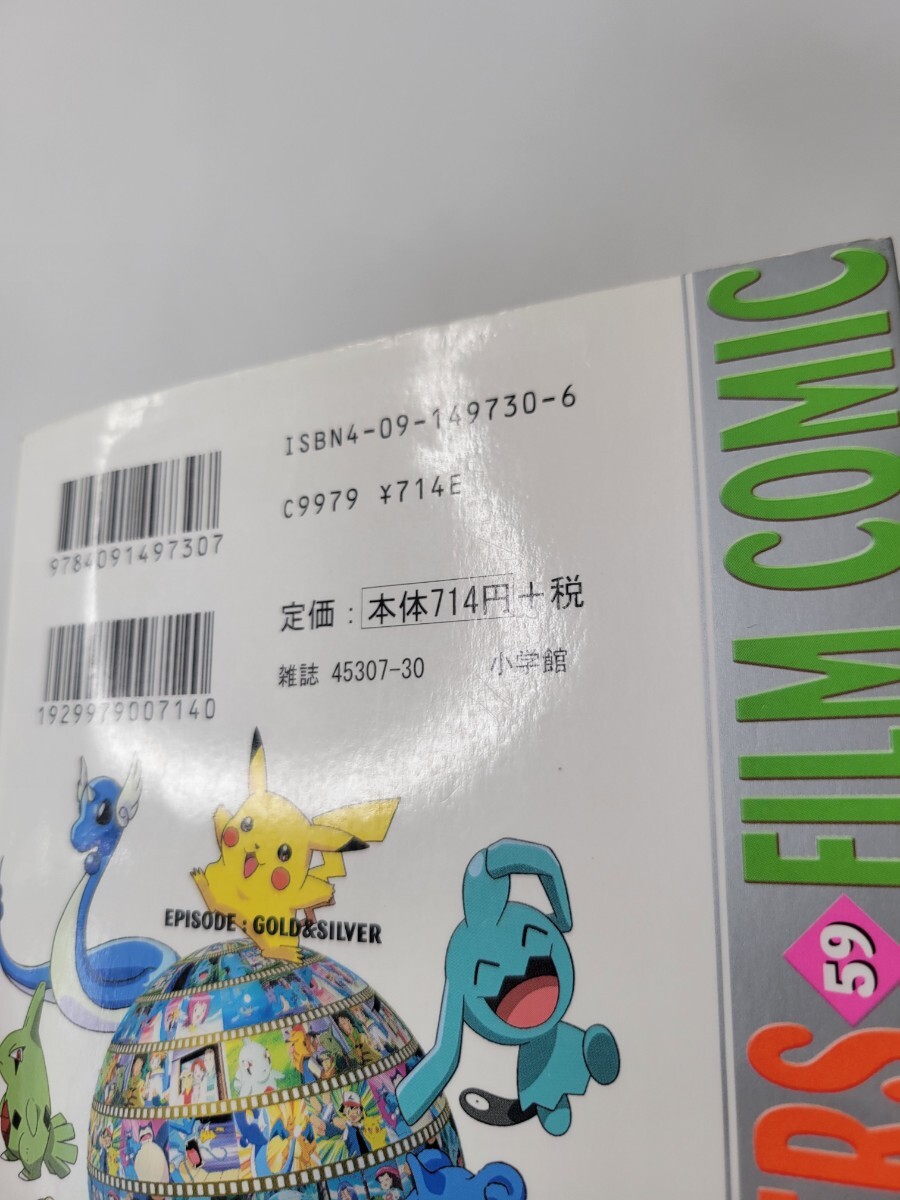 ISBN4-09-149730-6
C9979 ¥714E
9784091497307
定価：本体714円＋税
雑誌 45307-30 小学館
1929979007140
EPISODE : GOLD&SILVER
FILM COMIC
59